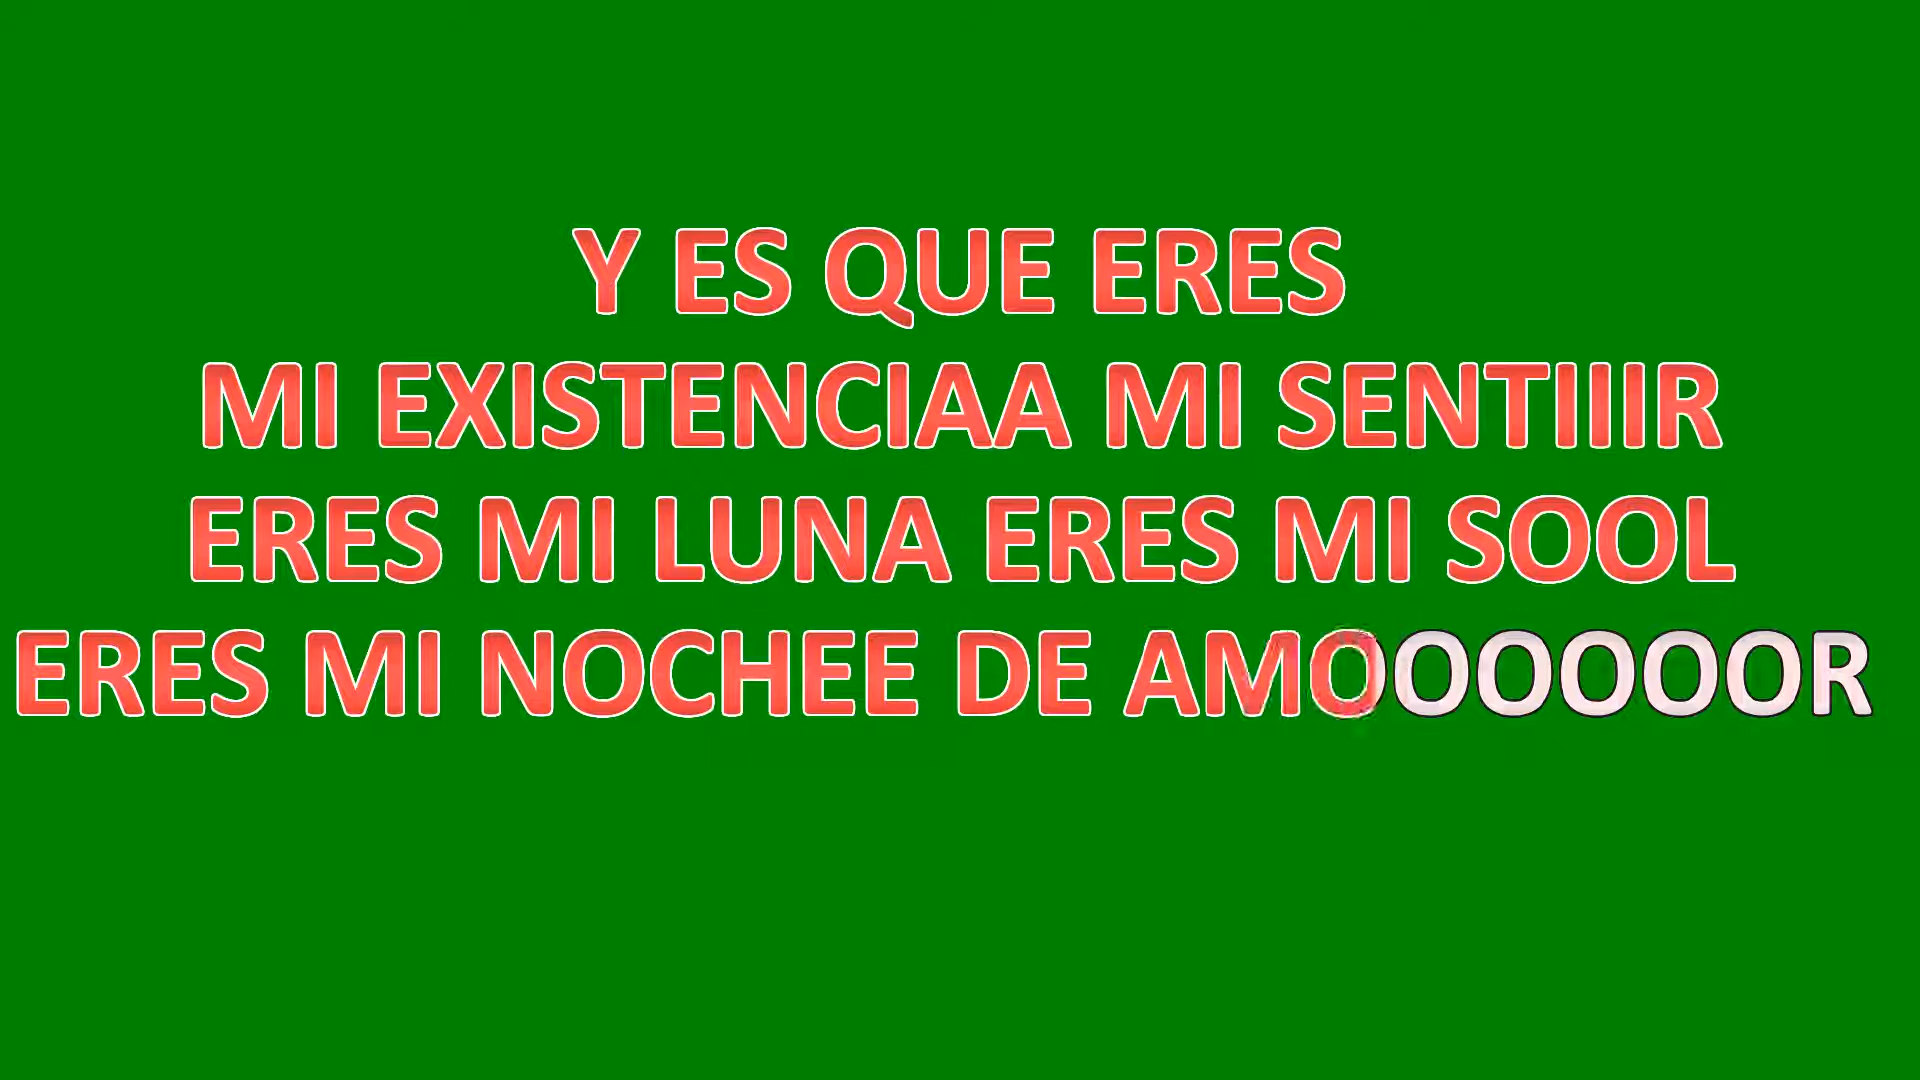 Y ES QUE ERES
MI EXISTENCIAA MI SENTIIIR
ERES MI LUNA ERES MI SOOL
ERES MI NOCHEE DE AMOOOOOOR